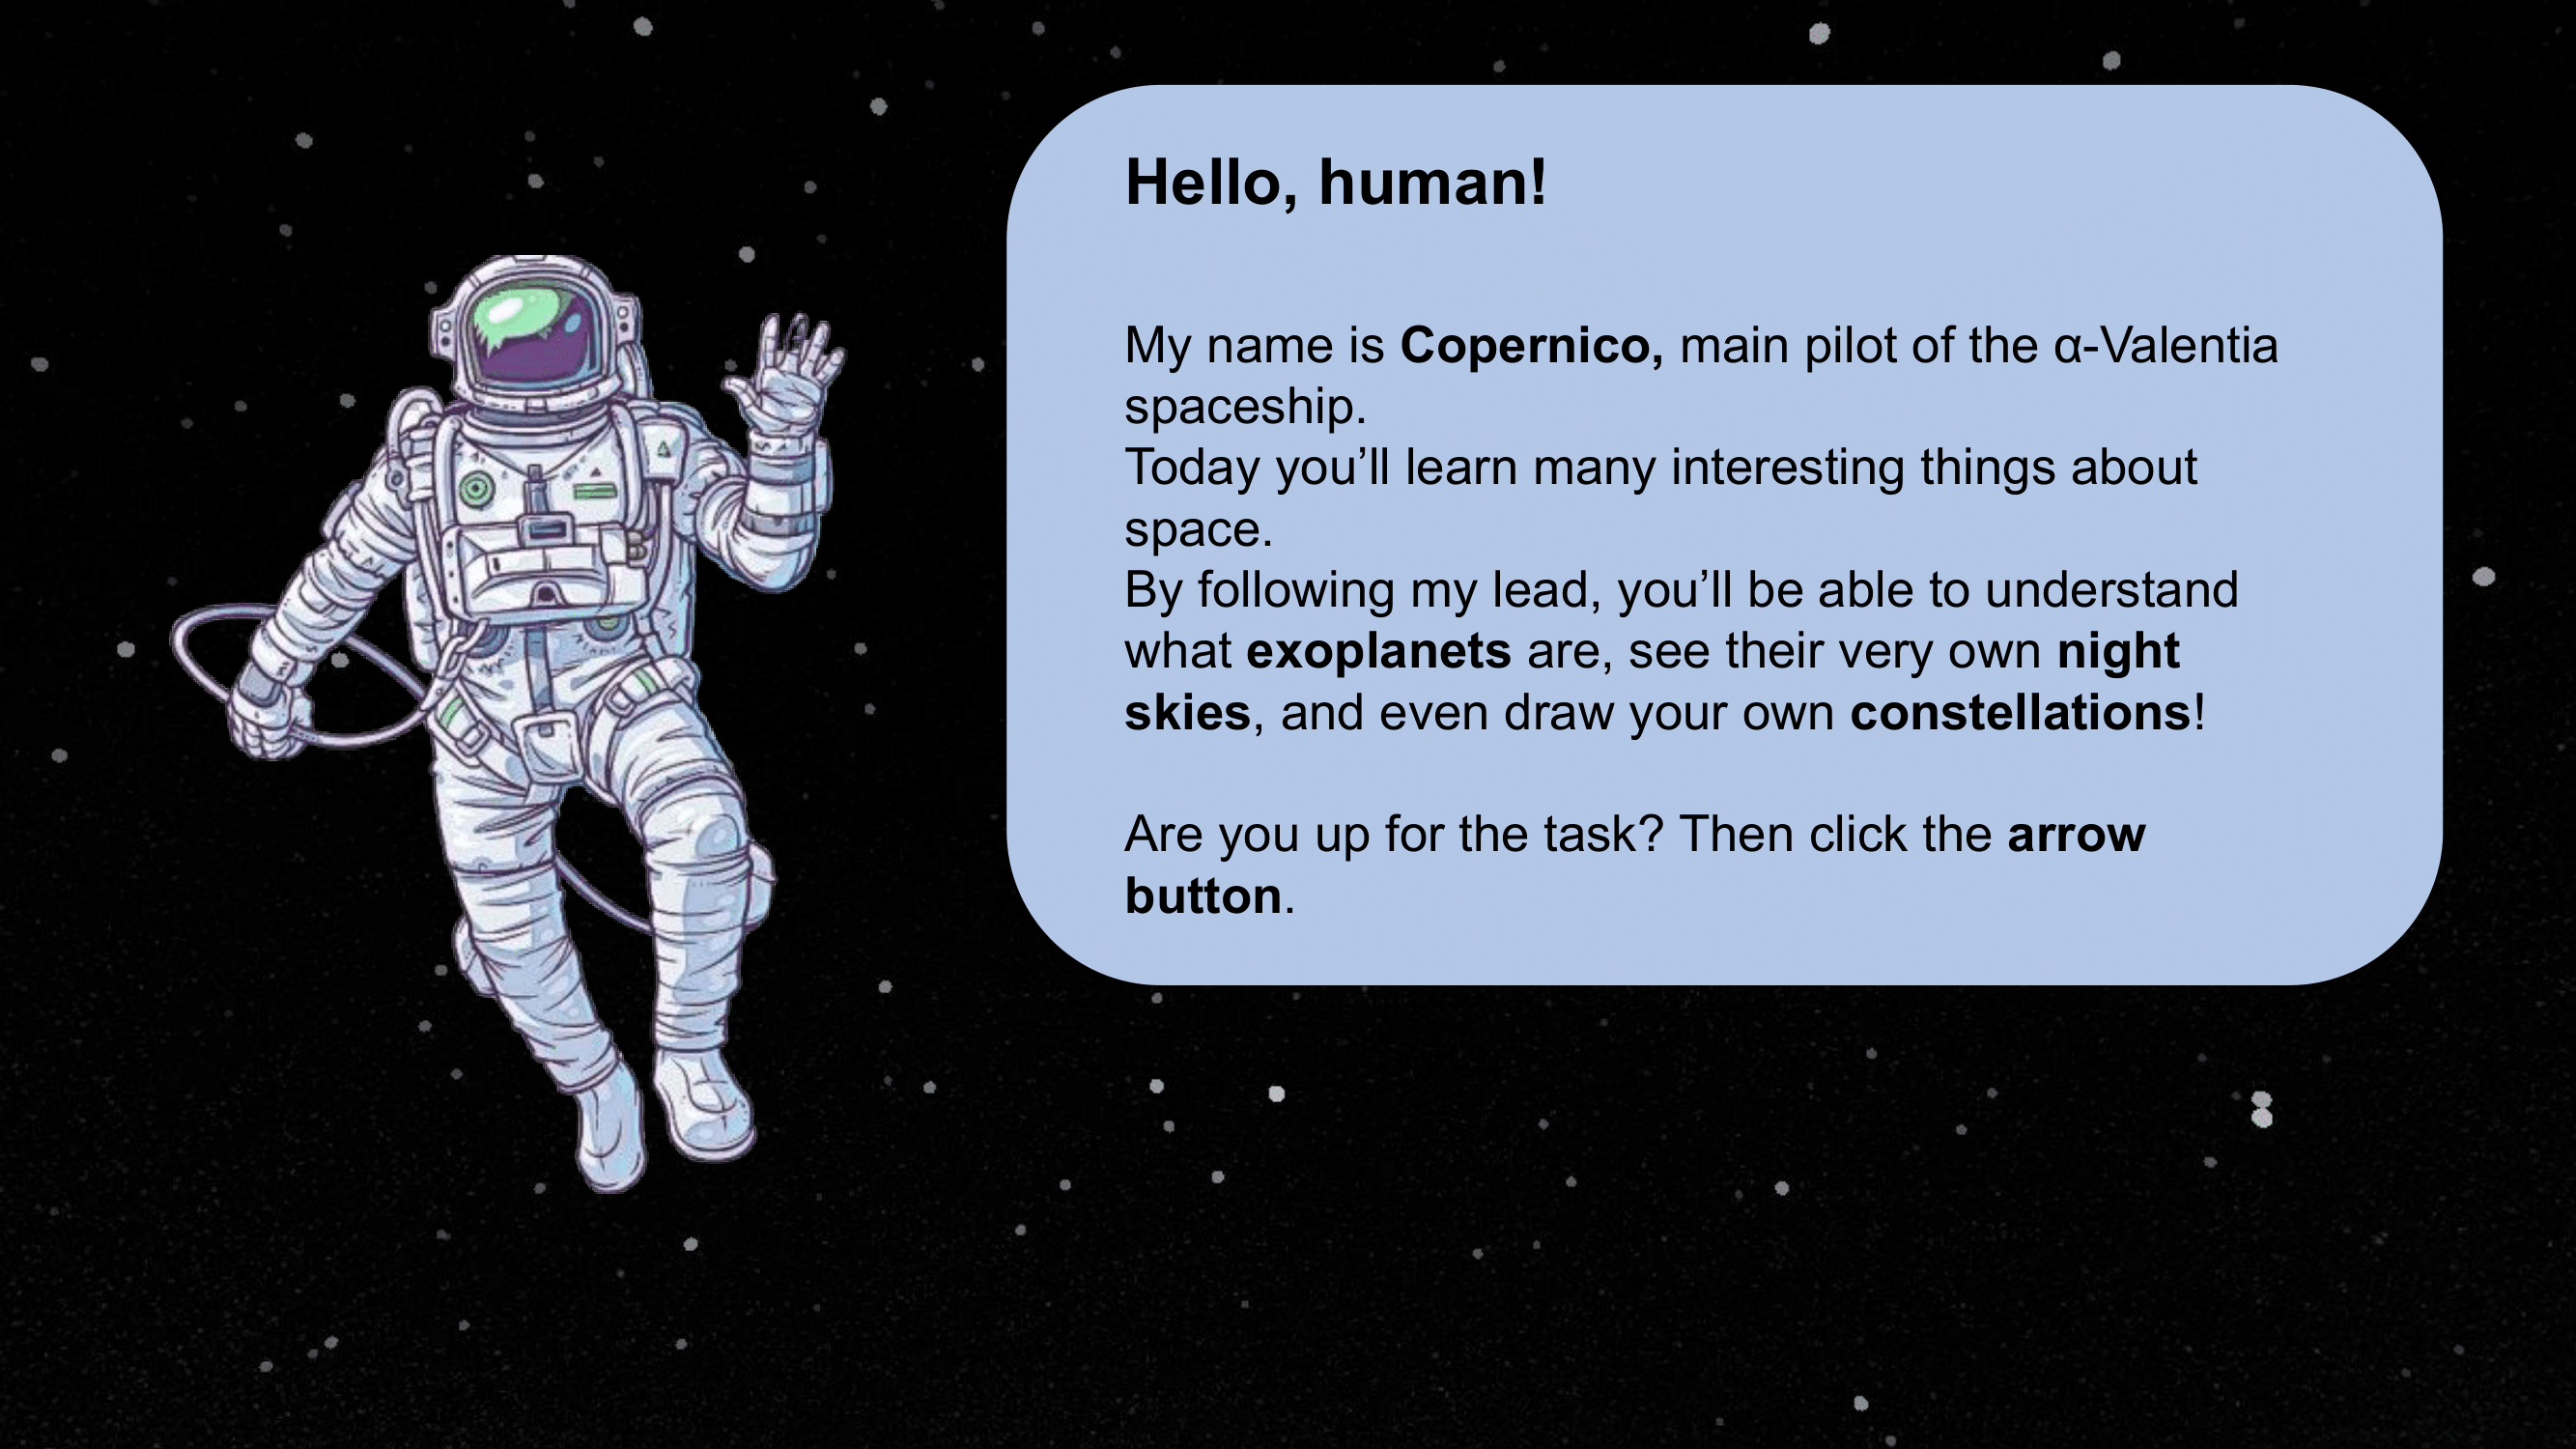 Hello, human!
My name is Copernico, main pilot of the α-Valentia
spaceship.
Today you’ll learn many interesting things about
space.
By following my lead, you’ll be able to understand
what exoplanets are, see their very own night
skies, and even draw your own constellations!
Are you up for the task? Then click the arrow
button.